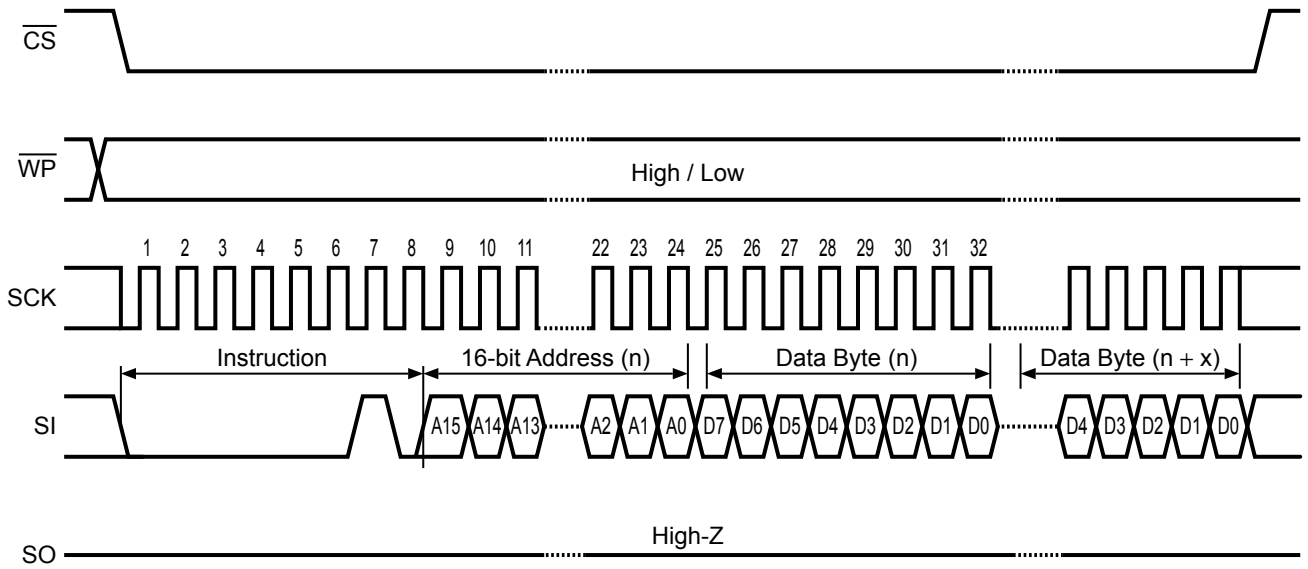 CS
WP
High / Low
1 2 3 4 5 6 7 8 9 10 11 22 23 24 25 26 27 28 29 30 31 32
SCK
Instruction 16-bit Address (n) Data Byte (n) Data Byte (n + x)
SI A15 A14 A13 A2 A1 A0 D7 D6 D5 D4 D3 D2 D1 D0 D4 D3 D2 D1 D0
High-Z
SO